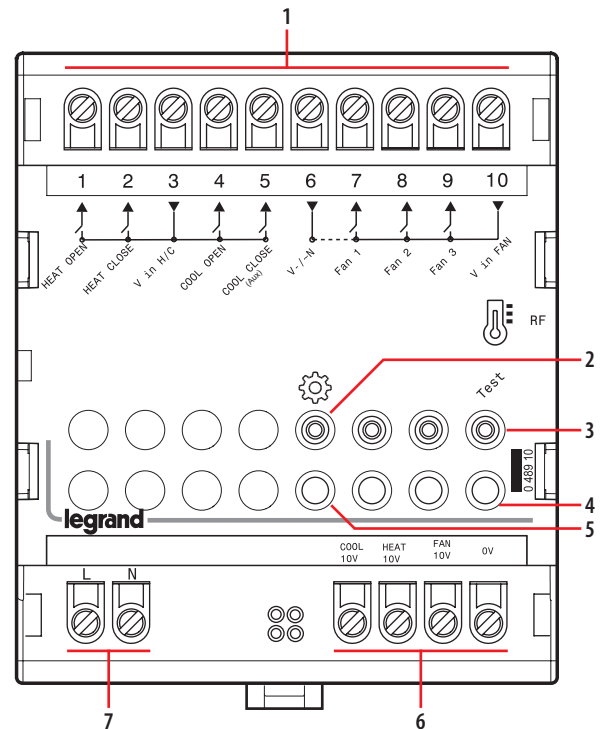 1
1 2 3 4 5 6 7 8 9 10
HEAT OPEN
HEAT CLOSE
V in H/C
COOL OPEN
COOL CLOSE
(Aux)
V-/~N
Fan 1
Fan 2
Fan 3
V in FAN
RF
2
Test
3
0 489 10
4
legrand
5
COOL
10V
HEAT
10V
FAN
10V
0V
L N
7 6